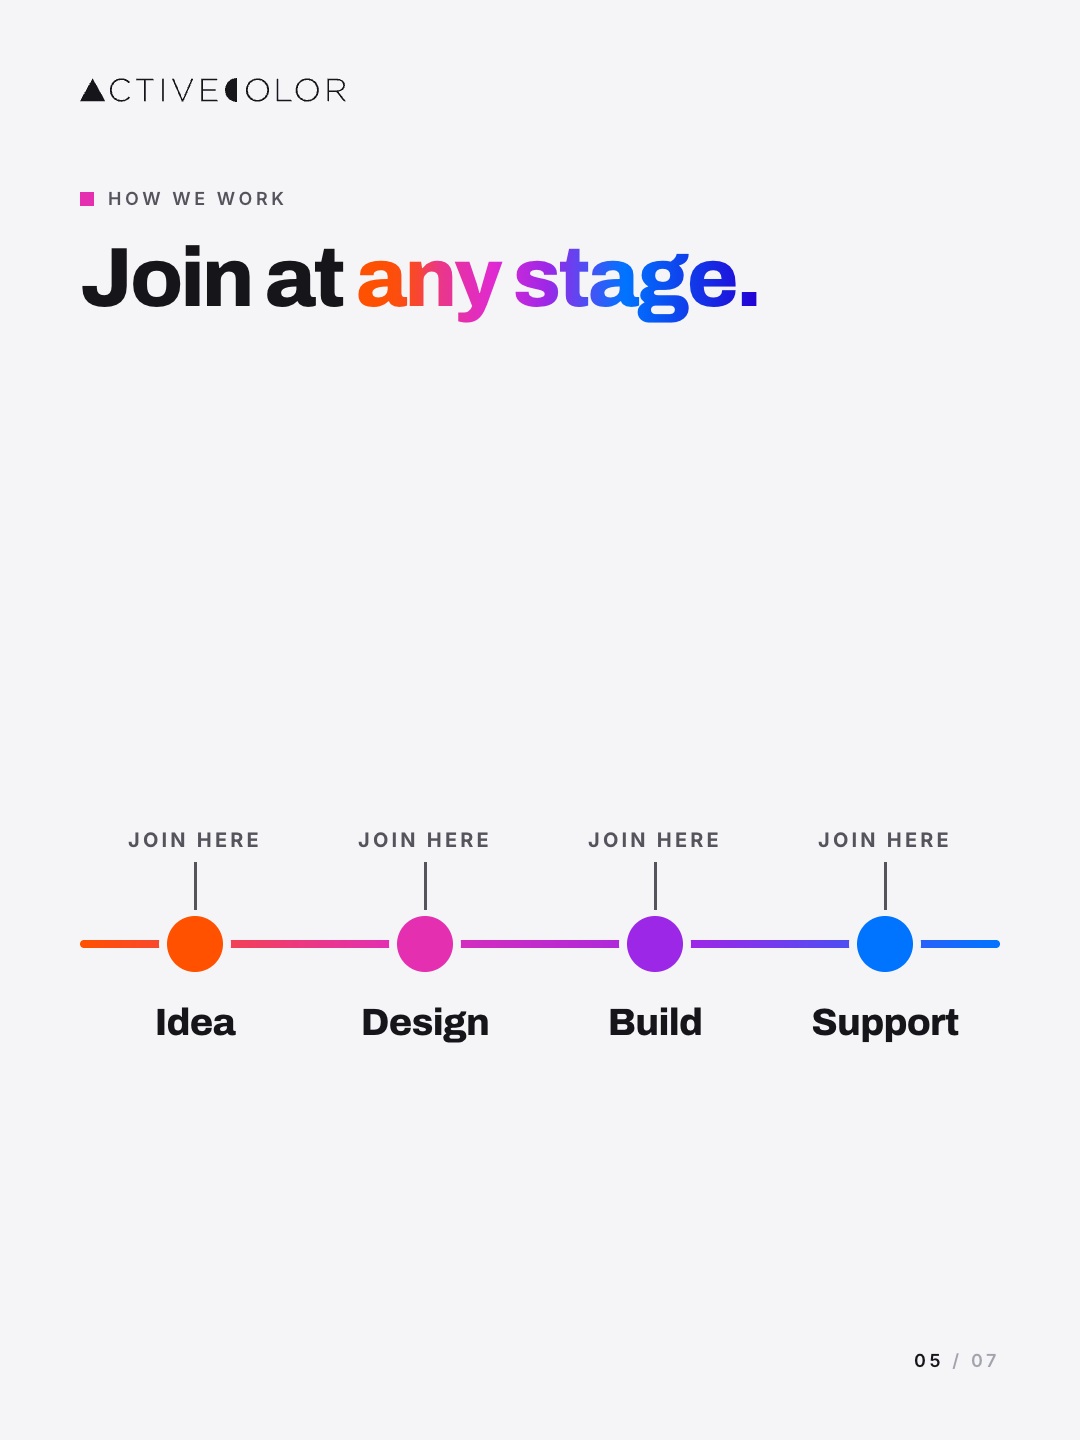 ACTIVECOLOR
HOW WE WORK
Join at any stage.
JOIN HERE JOIN HERE JOIN HERE JOIN HERE
Idea Design Build Support
05 / 07